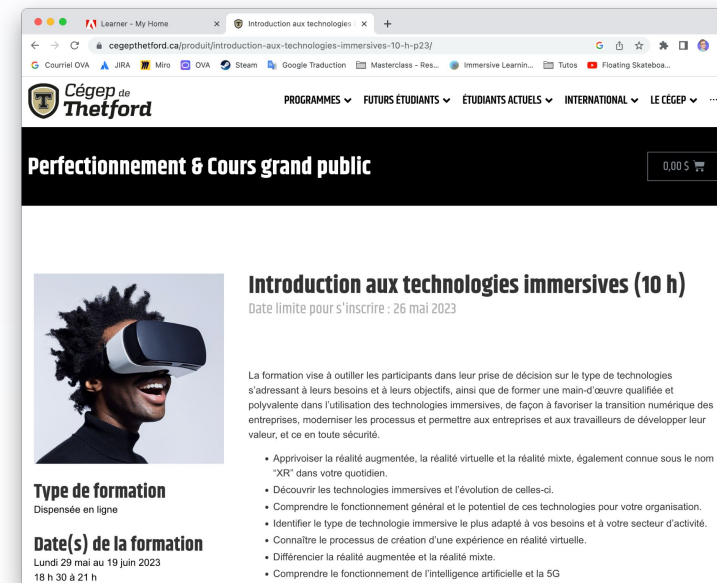 Learner - My Home
Introduction aux technologies i
cegepthetford.ca/produit/introduction-aux-technologies-immersives-10-h-p23/
Courriel OVA JIRA Miro OVA Steam Google Traduction Masterclass - Res... Immersive Learnin... Tutos Floating Skateboa...
Cégep de
Thetford
PROGRAMMES FUTURS ÉTUDIANTS ÉTUDIANTS ACTUELS INTERNATIONAL LE CÉGEP
Perfectionnement & Cours grand public
0,00 $
Introduction aux technologies immersives (10 h)
Date limite pour s'inscrire : 26 mai 2023
La formation vise à outiller les participants dans leur prise de décision sur le type de technologies
s'adressant à leurs besoins et à leurs objectifs, ainsi que de former une main-d'œuvre qualifiée et
polyvalente dans l'utilisation des technologies immersives, de façon à favoriser la transition numérique des
entreprises, moderniser les processus et permettre aux entreprises et aux travailleurs de développer leur
valeur, et ce en toute sécurité.
• Apprivoiser la réalité augmentée, la réalité virtuelle et la réalité mixte, également connue sous le nom
"XR" dans votre quotidien.
• Découvrir les technologies immersives et l'évolution de celles-ci.
• Comprendre le fonctionnement général et le potentiel de ces technologies pour votre organisation.
• Identifier le type de technologie immersive le plus adapté à vos besoins et à votre secteur d'activité.
• Connaître le processus de création d'une expérience en réalité virtuelle.
• Différencier la réalité augmentée et la réalité mixte.
• Comprendre le fonctionnement de l'intelligence artificielle et la 5G
Type de formation
Dispensée en ligne
Date(s) de la formation
Lundi 29 mai au 19 juin 2023
18 h 30 à 21 h